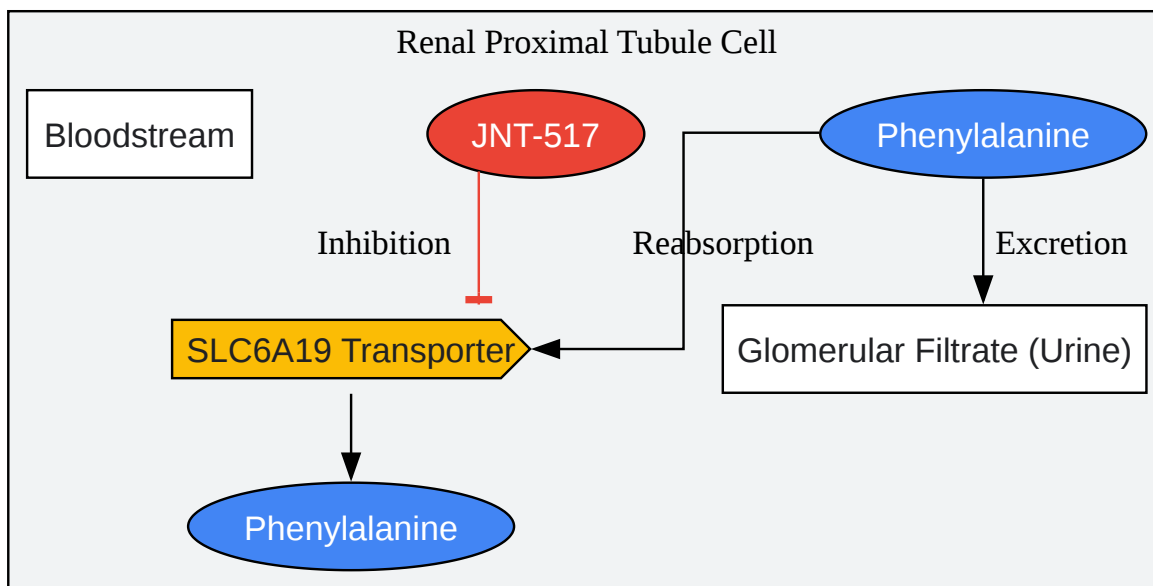 Renal Proximal Tubule Cell
Bloodstream
JNT-517
Phenylalanine
Inhibition
Reabsorption
Excretion
SLC6A19 Transporter
Glomerular Filtrate (Urine)
Phenylalanine